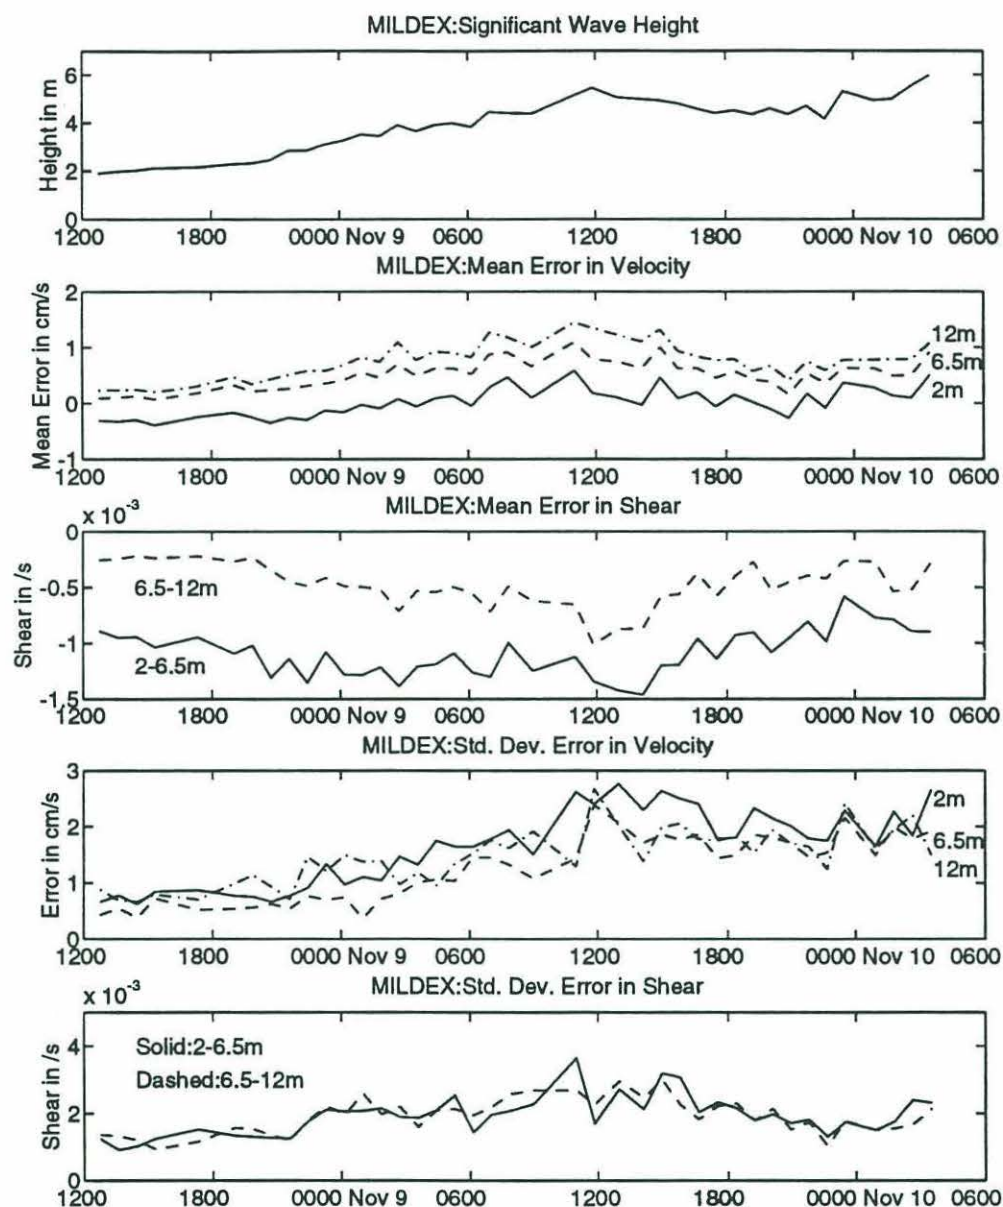 MILDEX:Significant Wave Height
Height in m
6
4
2
0
1200 1800 0000 Nov 9 0600 1200 1800 0000 Nov 10 0600
MILDEX:Mean Error in Velocity
Mean Error in cm/s
2
1
0
-1
12m
6.5m
2m
1200 1800 0000 Nov 9 0600 1200 1800 0000 Nov 10 0600
MILDEX:Mean Error in Shear
x 10-3
Shear in /s
0
-0.5
-1
-1.5
6.5-12m
2-6.5m
1200 1800 0000 Nov 9 0600 1200 1800 0000 Nov 10 0600
MILDEX:Std. Dev. Error in Velocity
Error in cm/s
3
2
1
0
2m
6.5m
12m
1200 1800 0000 Nov 9 0600 1200 1800 0000 Nov 10 0600
MILDEX:Std. Dev. Error in Shear
x 10-3
Shear in /s
4
2
0
Solid:2-6.5m
Dashed:6.5-12m
1200 1800 0000 Nov 9 0600 1200 1800 0000 Nov 10 0600